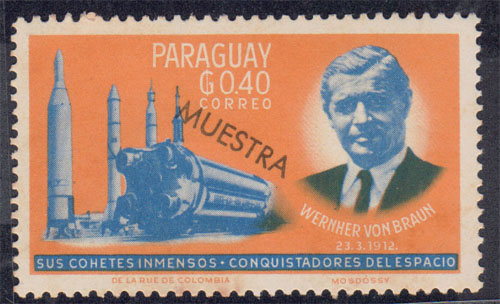 PARAGUAY
₲0.40
CORREO
MUESTRA
WERNHER VON BRAUN
23.3.1912.
SUS COHETES INMENSOS • CONQUISTADORES DEL ESPACIO
DE LA RUE DE COLOMBIA MOSDÓSSY